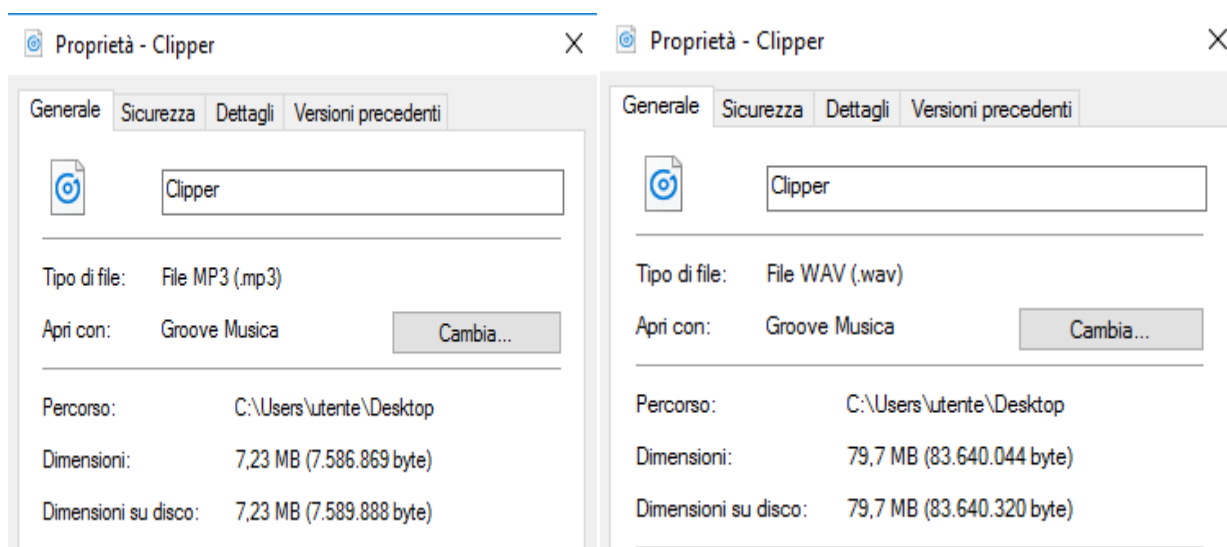 Proprietà - Clipper
Generale Sicurezza Dettagli Versioni precedenti
Clipper
Tipo di file: File MP3 (.mp3)
Apri con: Groove Musica Cambia...
Percorso: C:\Users\utente\Desktop
Dimensioni: 7,23 MB (7.586.869 byte)
Dimensioni su disco: 7,23 MB (7.589.888 byte)
Proprietà - Clipper
Generale Sicurezza Dettagli Versioni precedenti
Clipper
Tipo di file: File WAV (.wav)
Apri con: Groove Musica Cambia...
Percorso: C:\Users\utente\Desktop
Dimensioni: 79,7 MB (83.640.044 byte)
Dimensioni su disco: 79,7 MB (83.640.320 byte)